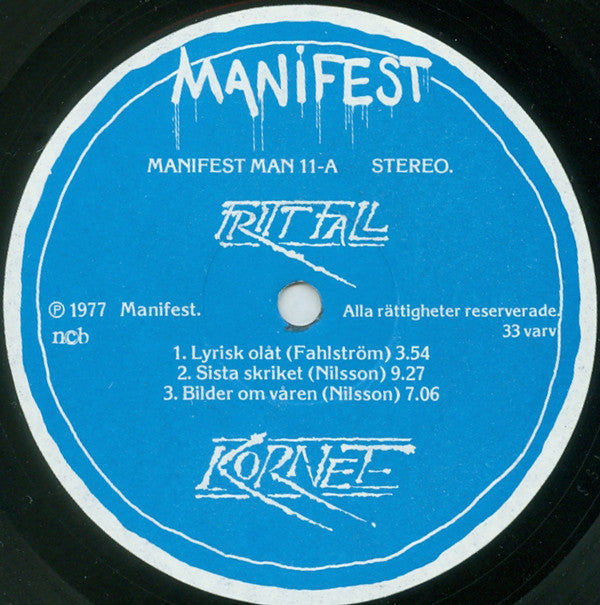 MANIFEST
MANIFEST MAN 11-A STEREO.
FRITT FALL
℗ 1977 Manifest. Alla rättigheter reserverade.
ncb 33 varv
1. Lyrisk olåt (Fahlström) 3.54
2. Sista skriket (Nilsson) 9.27
3. Bilder om våren (Nilsson) 7.06
KORNET